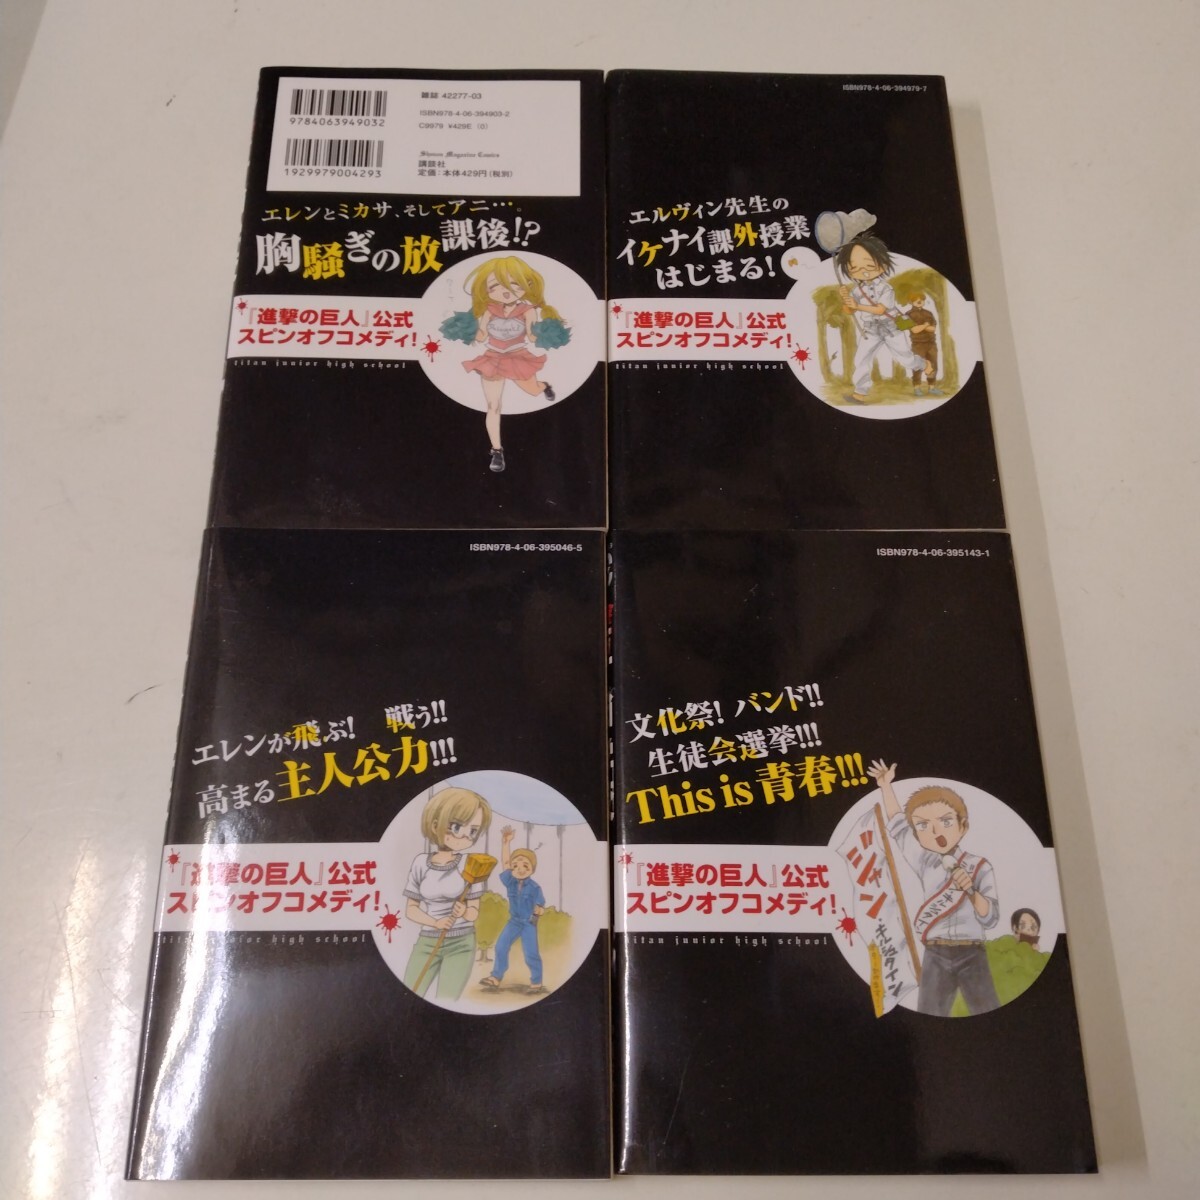 9784063949032
1929979004293
雑誌 42277-03
ISBN978-4-06-394903-2
C9979 ¥429E (0)
Shonen Magazine Comics
講談社
定価:本体429円(税別)
エレンとミカサ、そしてアニ…。
胸騒ぎの放課後!?
『進撃の巨人』公式
スピンオフコメディ!
titan junior high school
ISBN978-4-06-394979-7
エルヴィン先生の
イケナイ課外授業
はじまる!
『進撃の巨人』公式
スピンオフコメディ!
titan junior high school
ISBN978-4-06-395046-5
エレンが飛ぶ! 戦う!!
高まる主人公力!!!
『進撃の巨人』公式
スピンオフコメディ!
titan junior high school
ISBN978-4-06-395143-1
文化祭! バンド!!
生徒会選挙!!!
This is 青春!!!
『進撃の巨人』公式
スピンオフコメディ!
titan junior high school
ジャン